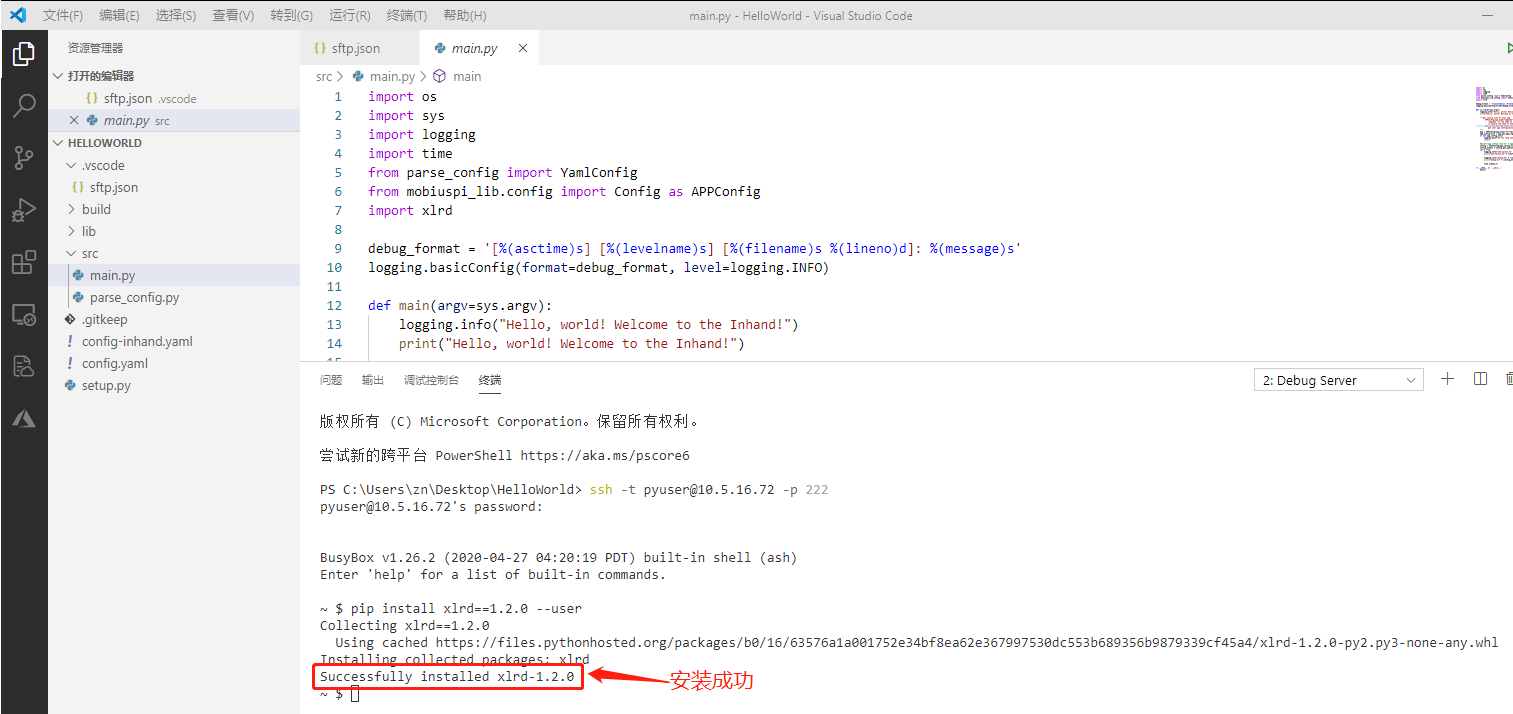 文件(F) 编辑(E) 选择(S) 查看(V) 转到(G) 运行(R) 终端(T) 帮助(H) main.py - HelloWorld - Visual Studio Code
资源管理器
打开的编辑器
{} sftp.json .vscode
main.py src
HELLOWORLD
.vscode
{} sftp.json
build
lib
src
main.py
parse_config.py
.gitkeep
! config-inhand.yaml
! config.yaml
setup.py
{} sftp.json
main.py
src > main.py > main
1 import os
2 import sys
3 import logging
4 import time
5 from parse_config import YamlConfig
6 from mobiuspi_lib.config import Config as APPConfig
7 import xlrd
8
9 debug_format = '[%(asctime)s] [%(levelname)s] [%(filename)s %(lineno)d]: %(message)s'
10 logging.basicConfig(format=debug_format, level=logging.INFO)
11
12 def main(argv=sys.argv):
13 logging.info("Hello, world! Welcome to the Inhand!")
14 print("Hello, world! Welcome to the Inhand!")
问题 输出 调试控制台 终端 2: Debug Server
版权所有 (C) Microsoft Corporation。保留所有权利。
尝试新的跨平台 PowerShell https://aka.ms/pscore6
PS C:\Users\zn\Desktop\HelloWorld> ssh -t pyuser@10.5.16.72 -p 222
pyuser@10.5.16.72's password:
BusyBox v1.26.2 (2020-04-27 04:20:19 PDT) built-in shell (ash)
Enter 'help' for a list of built-in commands.
~ $ pip install xlrd==1.2.0 --user
Collecting xlrd==1.2.0
Using cached https://files.pythonhosted.org/packages/b0/16/63576a1a001752e34bf8ea62e367997530dc553b689356b9879339cf45a4/xlrd-1.2.0-py2.py3-none-any.whl
Installing collected packages: xlrd
Successfully installed xlrd-1.2.0
安装成功
~ $